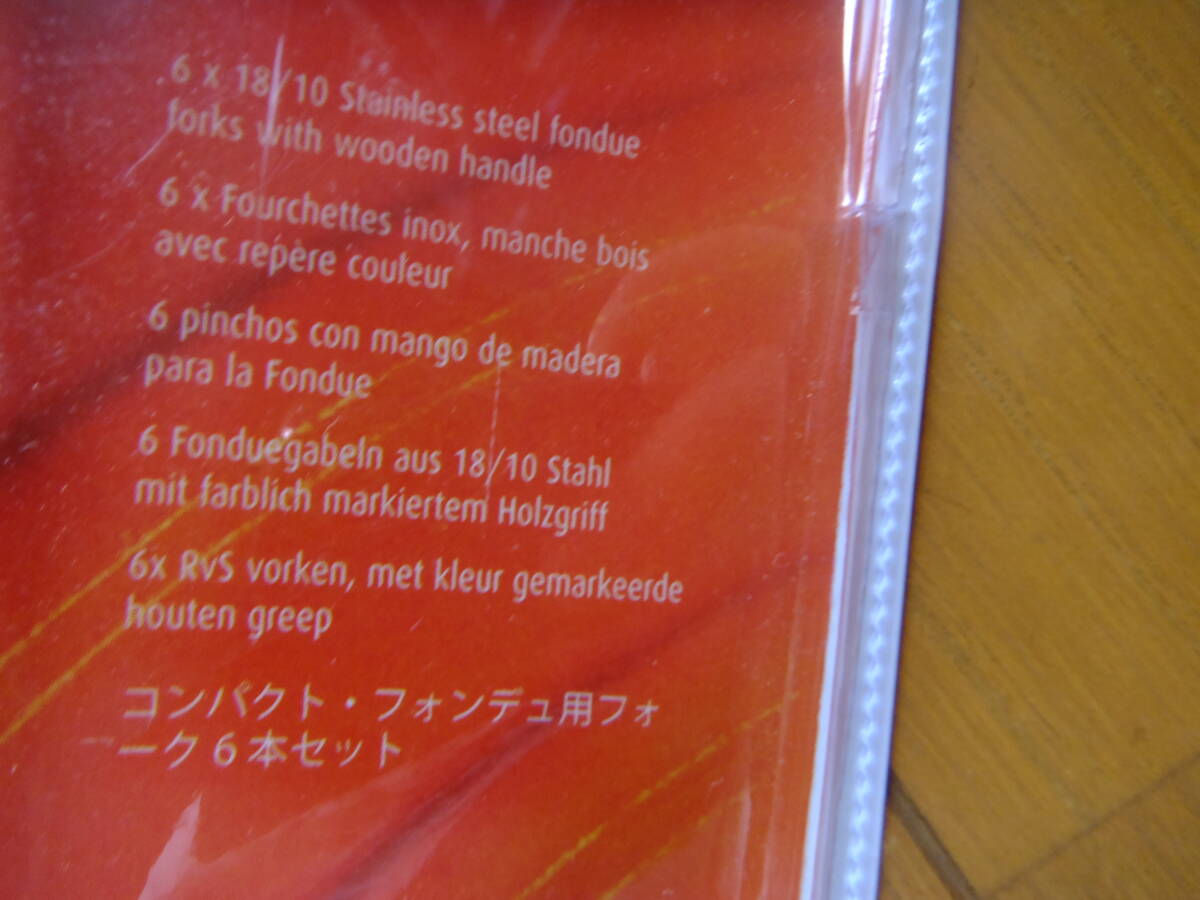 6 x 18/10 Stainless steel fondue
forks with wooden handle
6 x Fourchettes inox, manche bois
avec repère couleur
6 pinchos con mango de madera
para la Fondue
6 Fonduegabeln aus 18/10 Stahl
mit farblich markiertem Holzgriff
6x RvS vorken, met kleur gemarkeerde
houten greep
コンパクト・フォンデュ用フォ
ーク６本セット